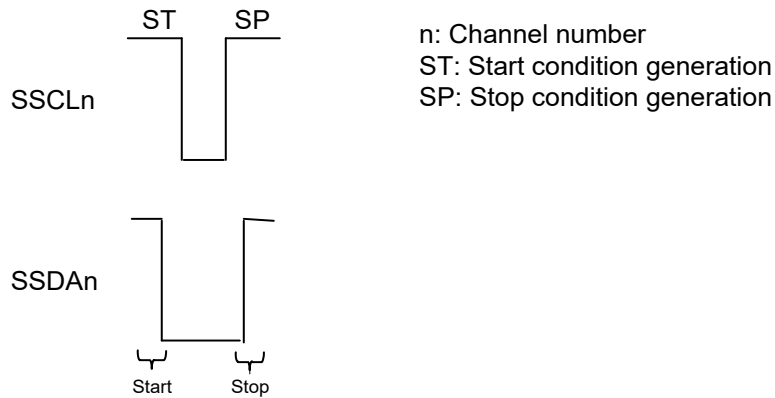 ST SP
n: Channel number
ST: Start condition generation
SP: Stop condition generation
SSCLn
SSDAn
Start Stop